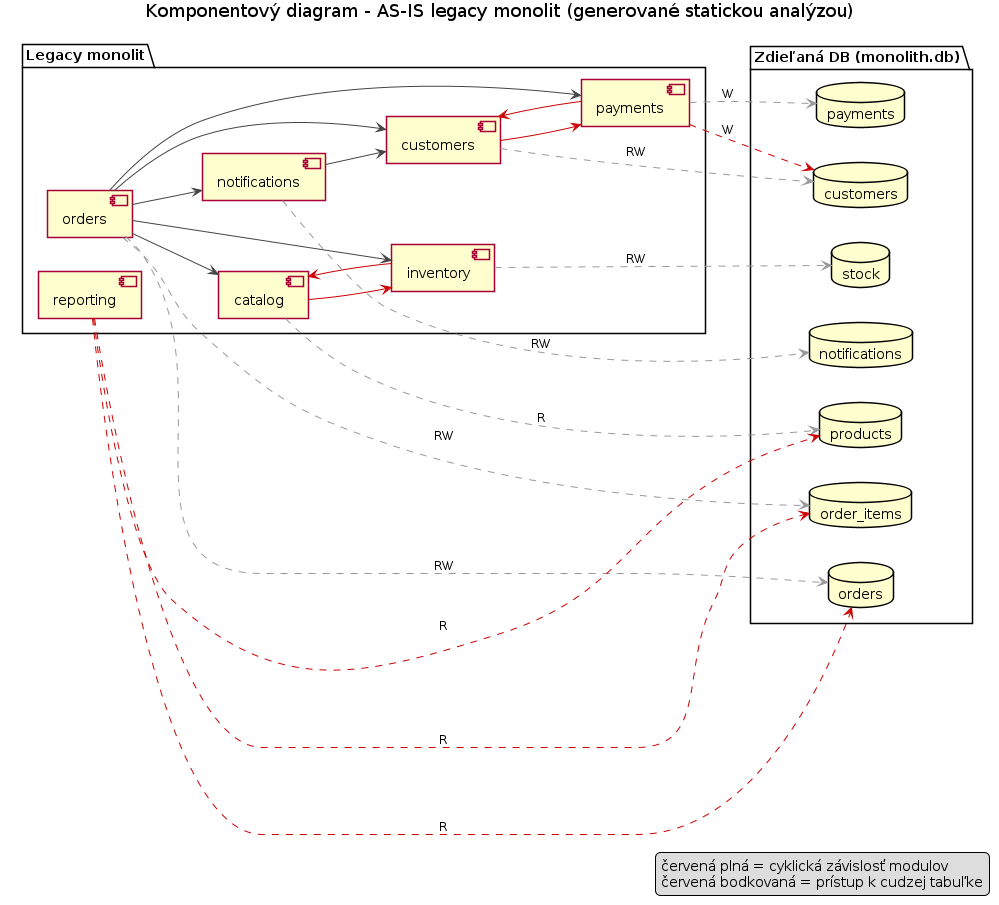 Komponentový diagram - AS-IS legacy monolit (generované statickou analýzou)
Legacy monolit
Zdieľaná DB (monolith.db)
payments
customers
notifications
orders
inventory
reporting
catalog
payments
customers
stock
notifications
products
order_items
orders
W
W
RW
RW
RW
R
RW
RW
R
R
R
červená plná = cyklická závislosť modulov
červená bodkovaná = prístup k cudzej tabuľke